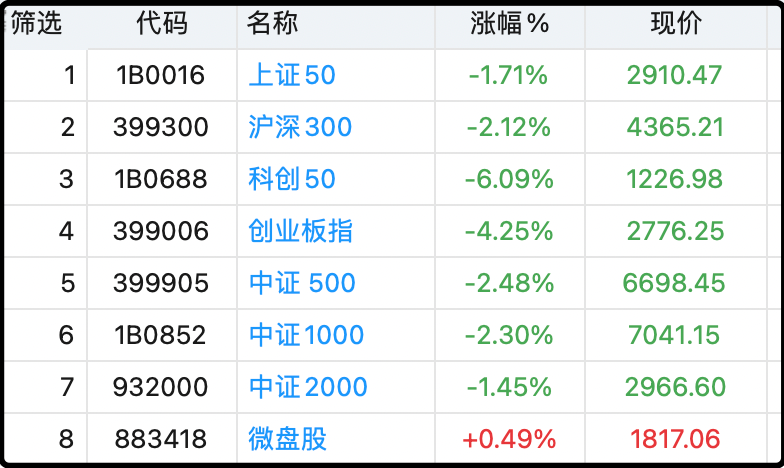 筛选 代码 名称 涨幅% 现价
1 1B0016 上证50 -1.71% 2910.47
2 399300 沪深300 -2.12% 4365.21
3 1B0688 科创50 -6.09% 1226.98
4 399006 创业板指 -4.25% 2776.25
5 399905 中证 500 -2.48% 6698.45
6 1B0852 中证1000 -2.30% 7041.15
7 932000 中证2000 -1.45% 2966.60
8 883418 微盘股 +0.49% 1817.06